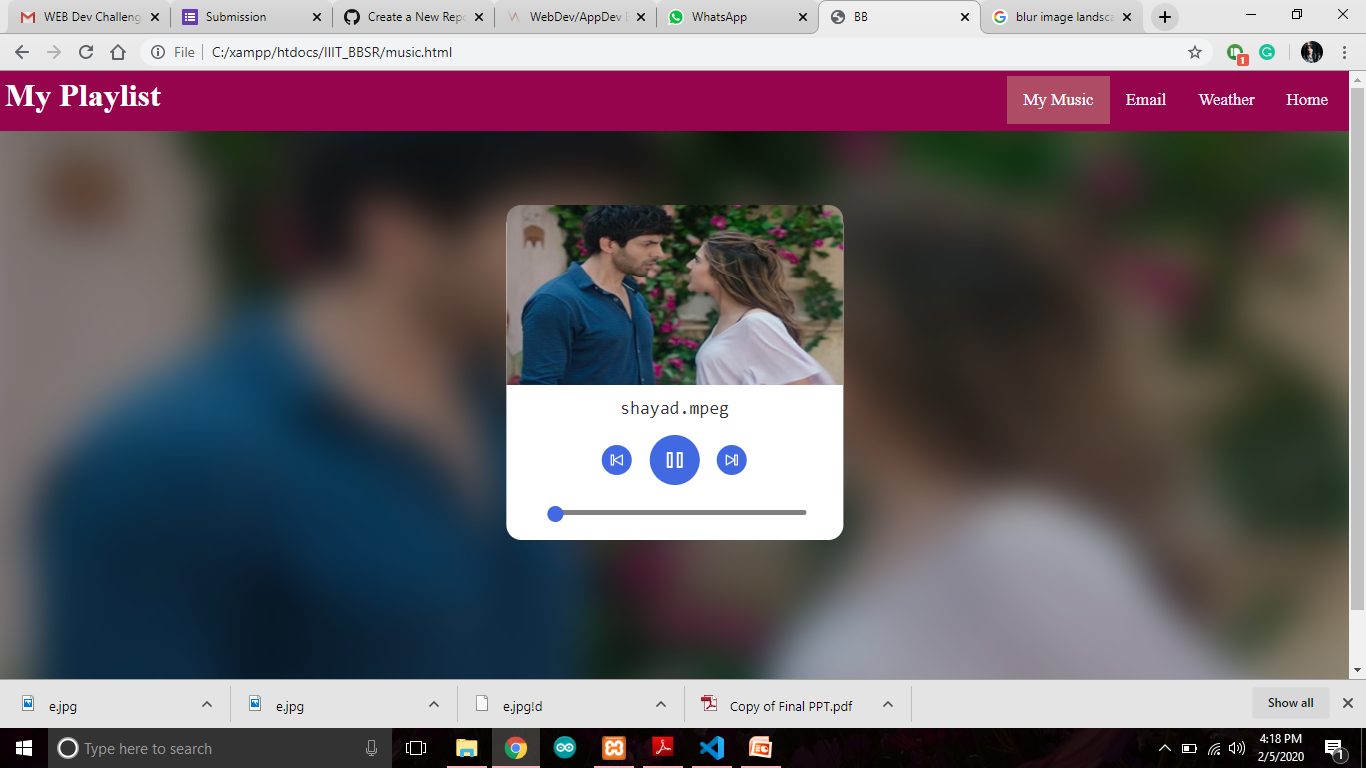 WEB Dev Challeng
Submission
Create a New Repo
WebDev/AppDev
WhatsApp
BB
blur image landsca
File
C:/xampp/htdocs/IIIT_BBSR/music.html
1
My Playlist
My Music
Email
Weather
Home
shayad.mpeg
e.jpg
e.jpg
e.jpg!d
Copy of Final PPT.pdf
Show all
Type here to search
4:18 PM
2/5/2020
1